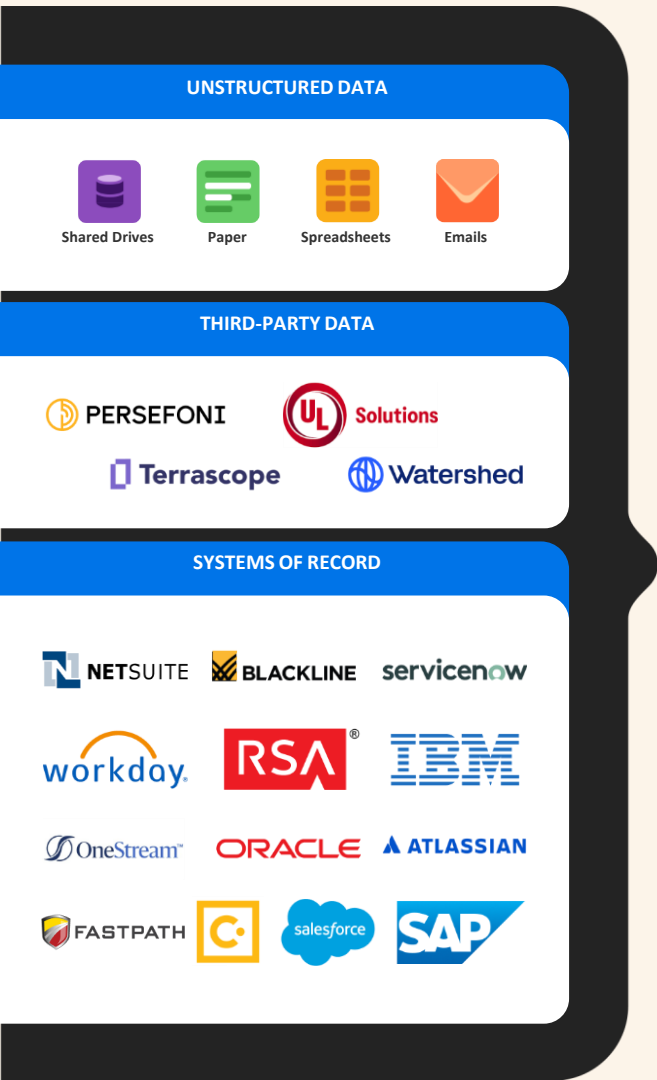 UNSTRUCTURED DATA
Shared Drives Paper Spreadsheets Emails
THIRD-PARTY DATA
PERSEFONI UL Solutions
Terrascope Watershed
SYSTEMS OF RECORD
N NETSUITE BLACKLINE servicenow
workday. RSA® IBM
OneStream™ ORACLE ATLASSIAN
FASTPATH C salesforce SAP